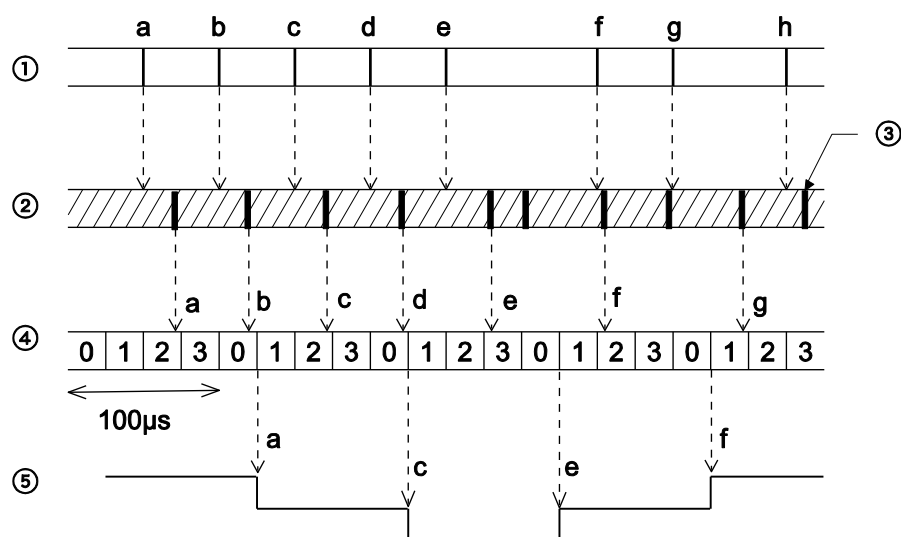 a b c d e f g h
①
③
②
a b c d e f g
④ 0 1 2 3 0 1 2 3 0 1 2 3 0 1 2 3 0 1 2 3
100µs
a c e f
⑤